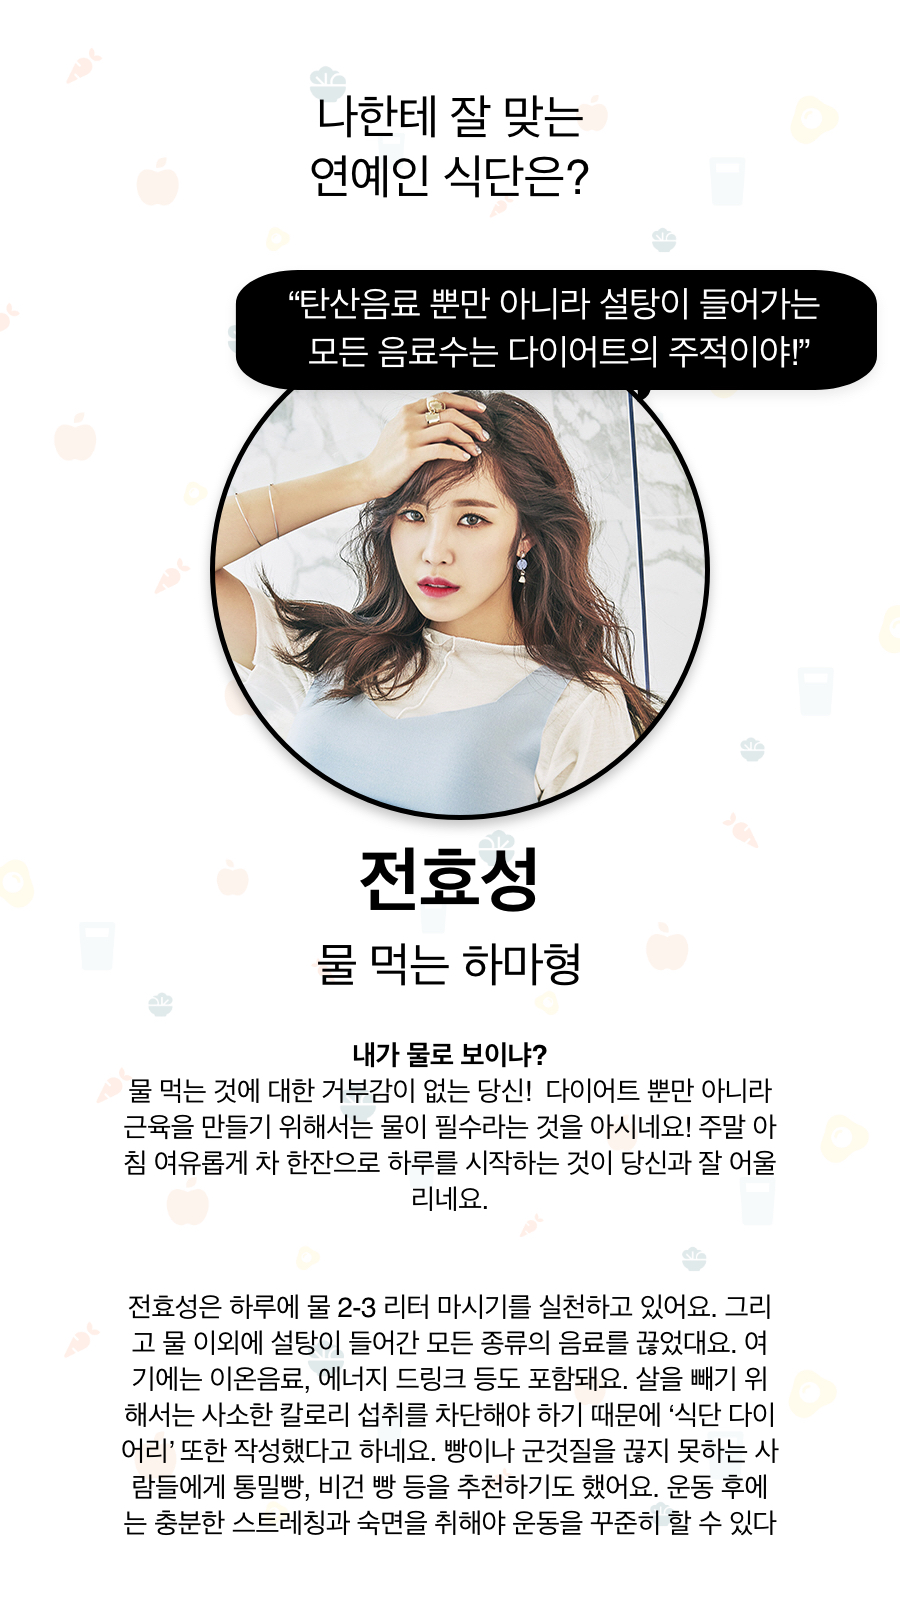 나한테 잘 맞는
연예인 식단은?
“탄산음료 뿐만 아니라 설탕이 들어가는
모든 음료수는 다이어트의 주적이야!”
전효성
물 먹는 하마형
내가 물로 보이냐?
물 먹는 것에 대한 거부감이 없는 당신!  다이어트 뿐만 아니라
근육을 만들기 위해서는 물이 필수라는 것을 아시네요! 주말 아
침 여유롭게 차 한잔으로 하루를 시작하는 것이 당신과 잘 어울
리네요.
전효성은 하루에 물 2-3 리터 마시기를 실천하고 있어요. 그리
고 물 이외에 설탕이 들어간 모든 종류의 음료를 끊었대요. 여
기에는 이온음료, 에너지 드링크 등도 포함돼요. 살을 빼기 위
해서는 사소한 칼로리 섭취를 차단해야 하기 때문에 ‘식단 다이
어리’ 또한 작성했다고 하네요. 빵이나 군것질을 끊지 못하는 사
람들에게 통밀빵, 비건 빵 등을 추천하기도 했어요. 운동 후에
는 충분한 스트레칭과 숙면을 취해야 운동을 꾸준히 할 수 있다